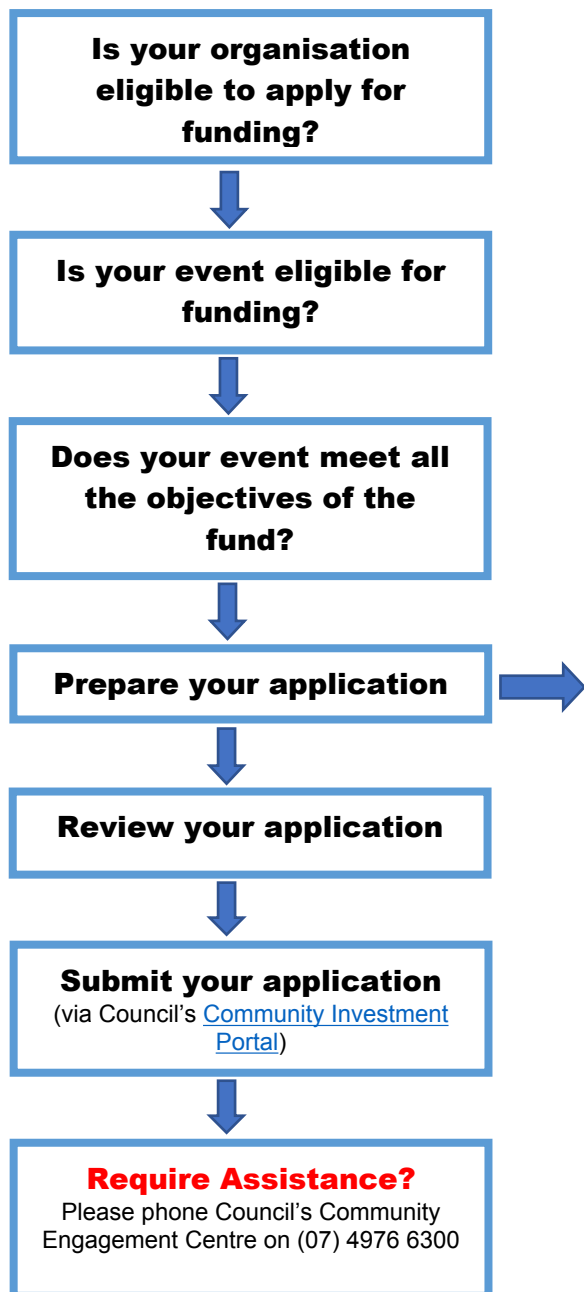 Is your organisation
eligible to apply for
funding?
Is your event eligible for
funding?
Does your event meet all
the objectives of the
fund?
Prepare your application
Review your application
Submit your application
(via Council’s Community Investment
Portal)
Require Assistance?
Please phone Council’s Community
Engagement Centre on (07) 4976 6300